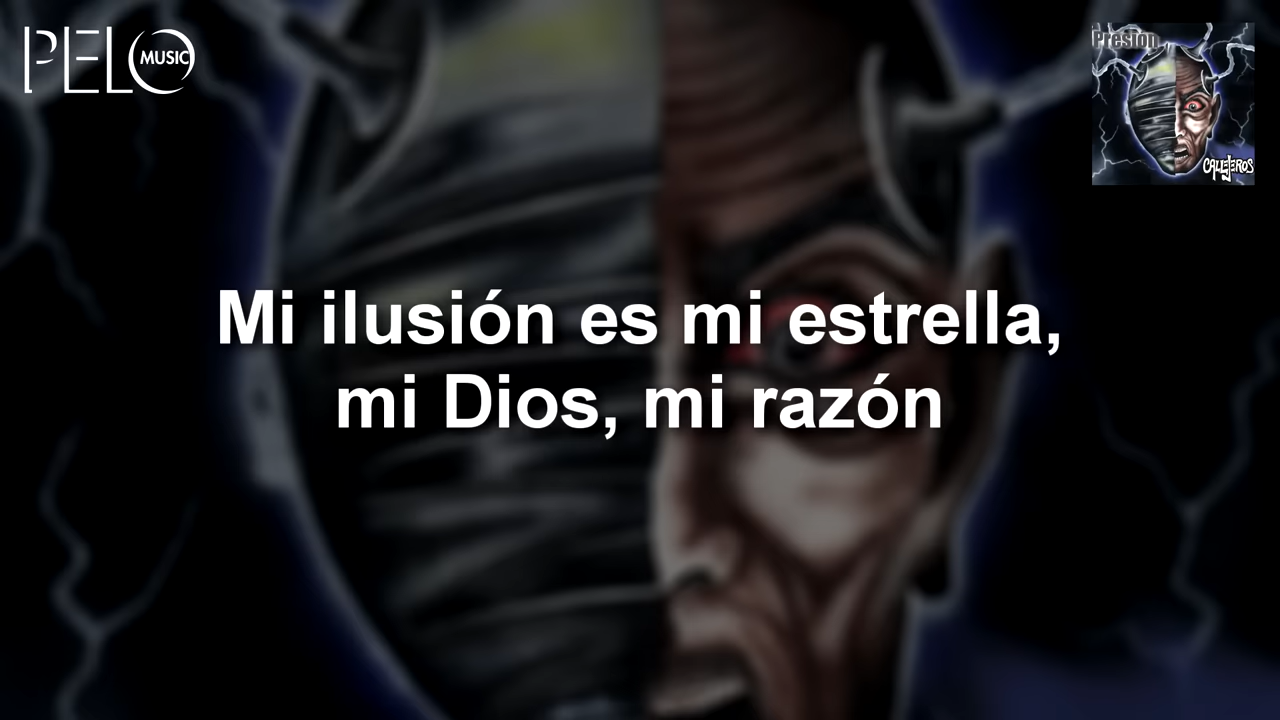 PELO MUSIC
Presion
CALLEJEROS
Mi ilusión es mi estrella,
mi Dios, mi razón